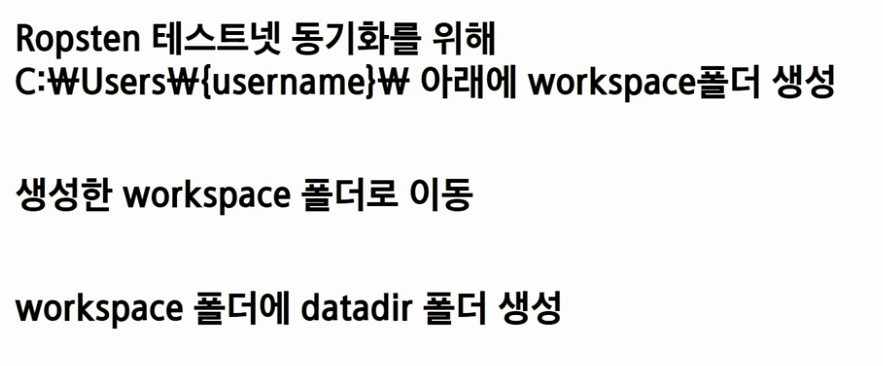 Ropsten 테스트넷 동기화를 위해
C:₩Users₩{username}₩ 아래에 workspace폴더 생성
생성한 workspace 폴더로 이동
workspace 폴더에 datadir 폴더 생성